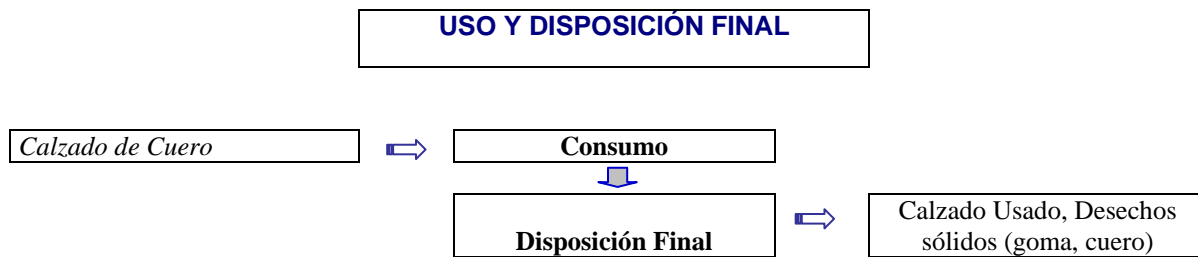 USO Y DISPOSICIÓN FINAL
Calzado de Cuero
Consumo
Disposición Final
Calzado Usado, Desechos
sólidos (goma, cuero)